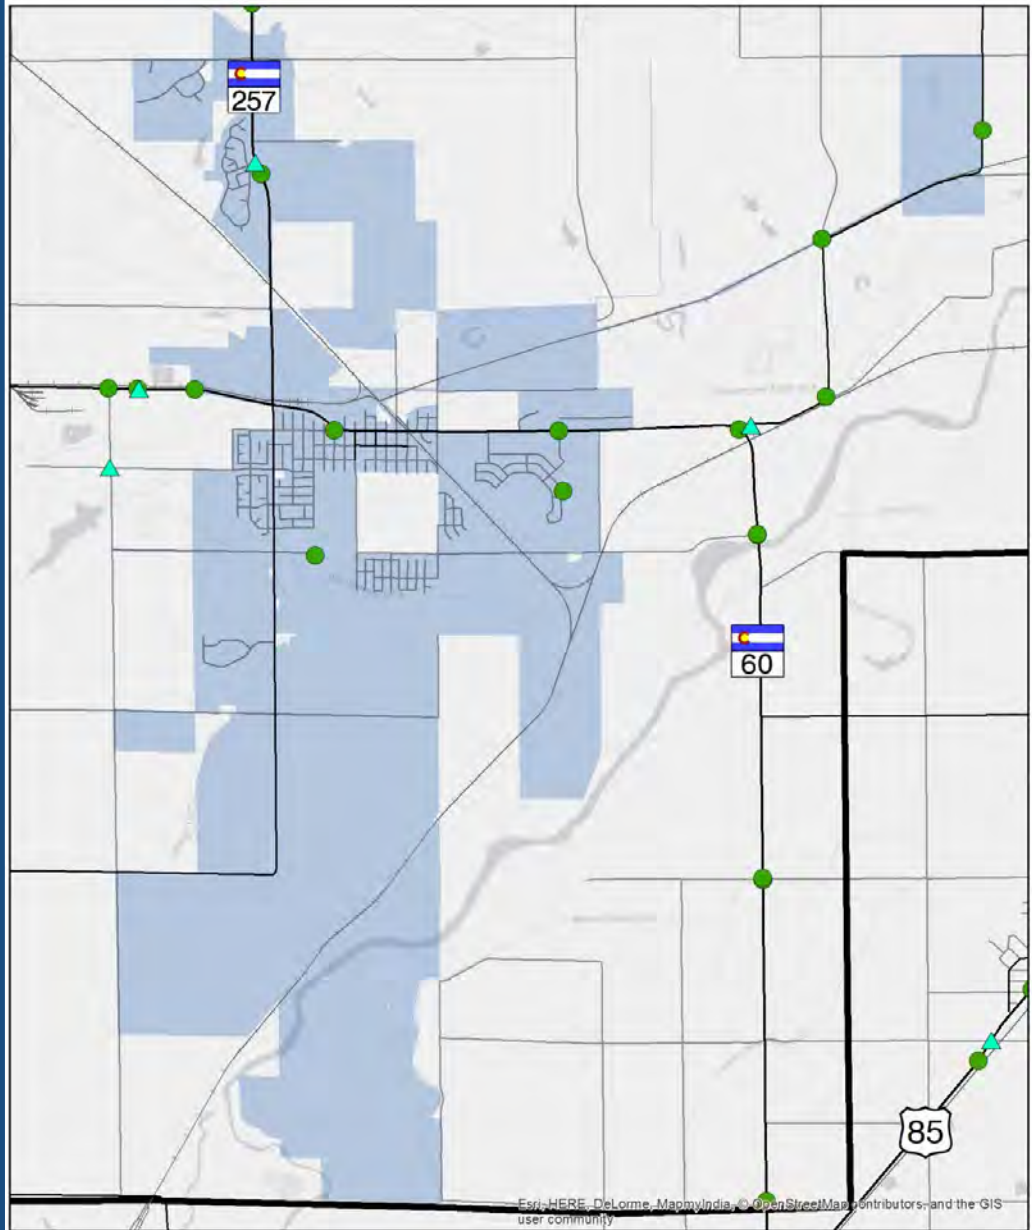 257
60
85
Esri, HERE, DeLorme, MapmyIndia, © OpenStreetMap contributors, and the GIS
user community